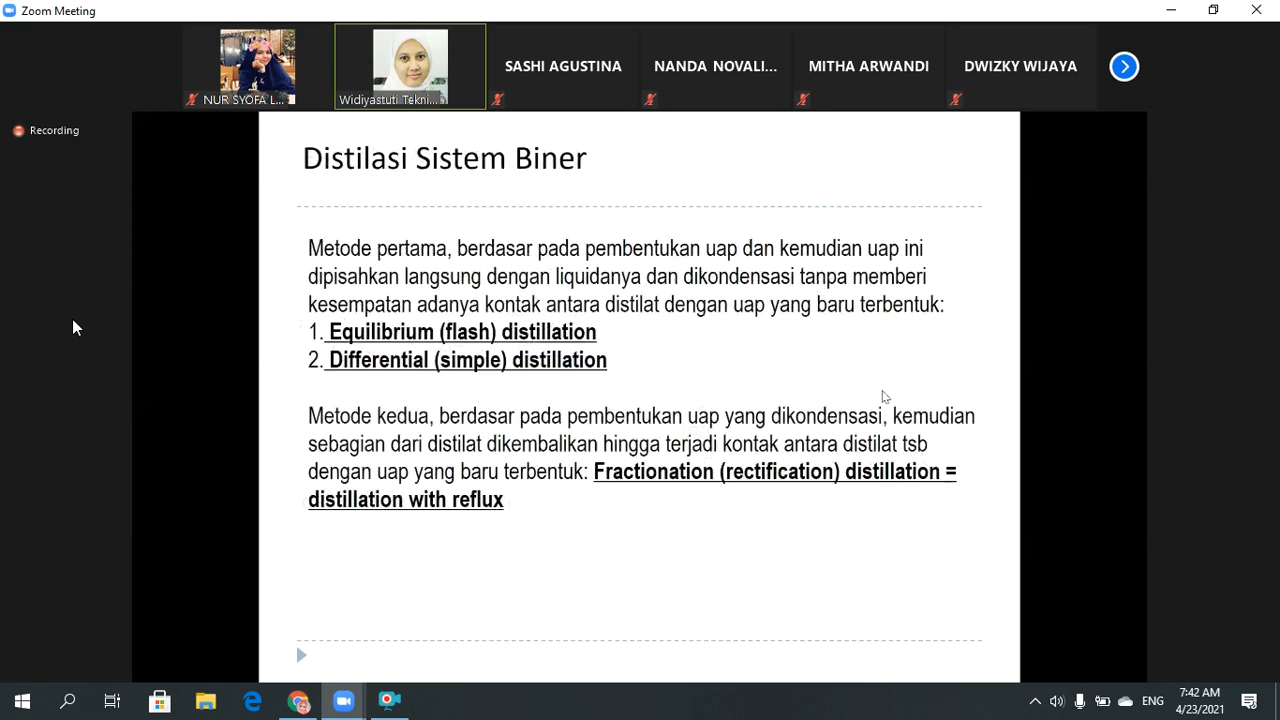 Zoom Meeting
NUR SYOFA L...
Widiyastuti Tekni...
SASHI AGUSTINA
NANDA NOVALI...
MITHA ARWANDI
DWIZKY WIJAYA
Recording
Distilasi Sistem Biner
Metode pertama, berdasar pada pembentukan uap dan kemudian uap ini
dipisahkan langsung dengan liquidanya dan dikondensasi tanpa memberi
kesempatan adanya kontak antara distilat dengan uap yang baru terbentuk:
1. Equilibrium (flash) distillation
2. Differential (simple) distillation
Metode kedua, berdasar pada pembentukan uap yang dikondensasi, kemudian
sebagian dari distilat dikembalikan hingga terjadi kontak antara distilat tsb
dengan uap yang baru terbentuk: Fractionation (rectification) distillation =
distillation with reflux
ENG
7:42 AM
4/23/2021